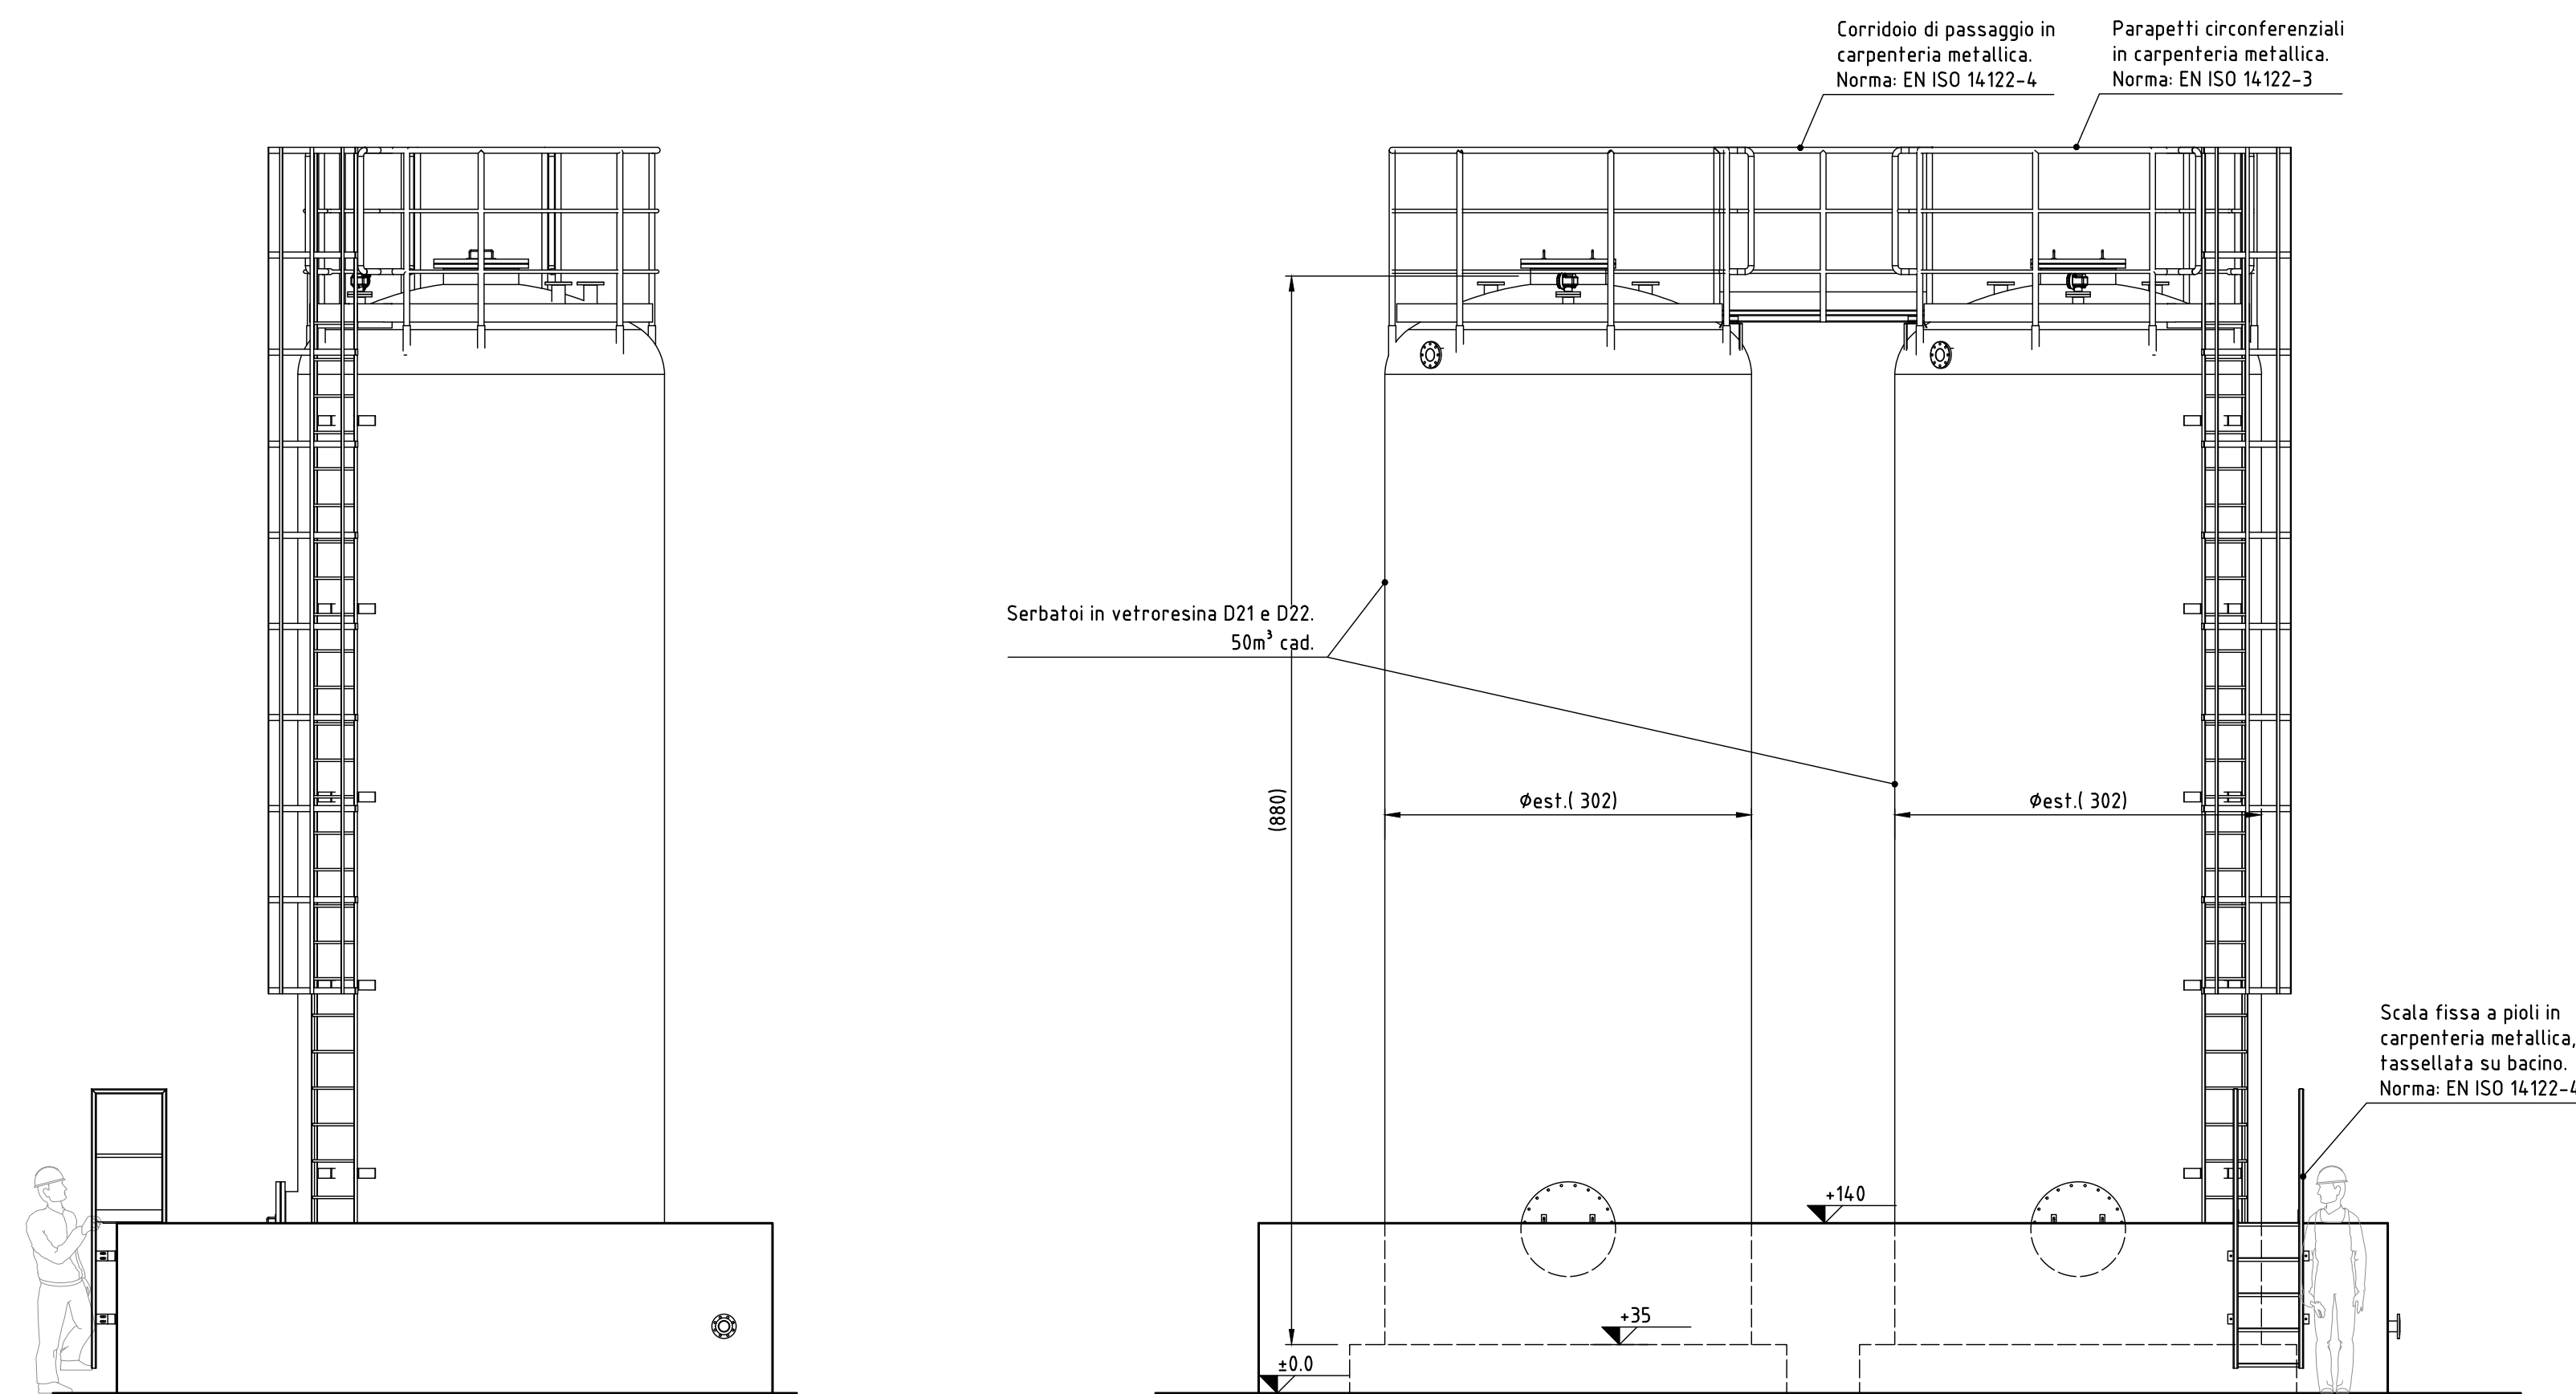 Corridoio di passaggio in
carpenteria metallica.
Norma: EN ISO 14122-4
Parapetti circonferenziali
in carpenteria metallica.
Norma: EN ISO 14122-3
Serbatoi in vetroresina D21 e D22.
50m³ cad.
(880)
Øest.( 302)
Øest.( 302)
Scala fissa a pioli in
carpenteria metallica,
tassellata su bacino.
Norma: EN ISO 14122-4
+140
+35
±0.0